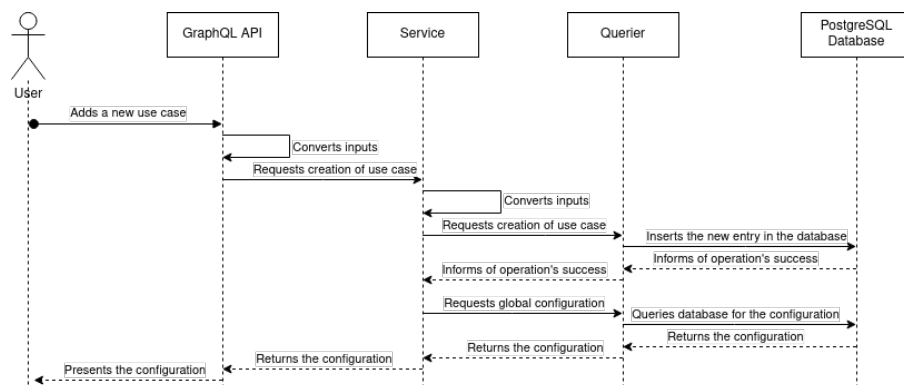 GraphQL API
Service
Querier
PostgreSQL
Database
User
Adds a new use case
Converts inputs
Requests creation of use case
Converts inputs
Requests creation of use case
Inserts the new entry in the database
Informs of operation's success
Informs of operation's success
Requests global configuration
Queries database for the configuration
Returns the configuration
Returns the configuration
Returns the configuration
Presents the configuration